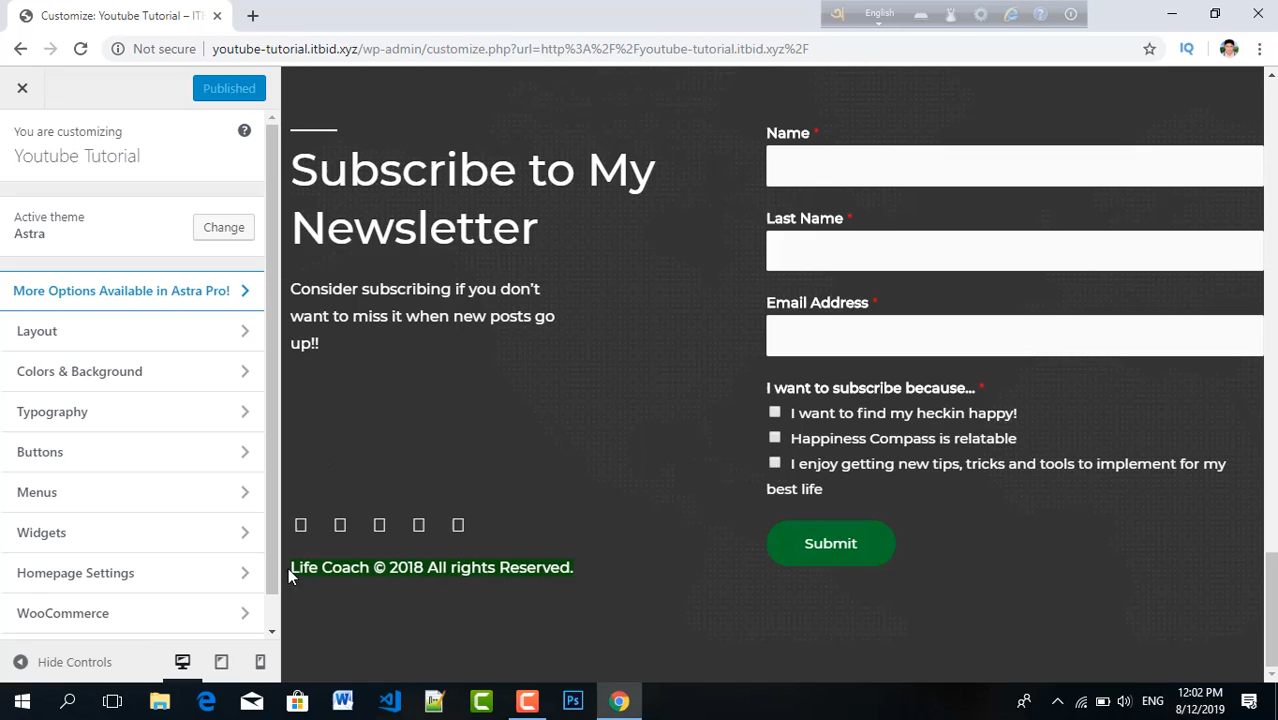 Customize: Youtube Tutorial – ITB
English
Not secure
youtube-tutorial.itbid.xyz/wp-admin/customize.php?url=http%3A%2F%2Fyoutube-tutorial.itbid.xyz%2F
IQ
Published
You are customizing
Youtube Tutorial
Active theme
Astra
Change
More Options Available in Astra Pro!
Layout
Colors & Background
Typography
Buttons
Menus
Widgets
Homepage Settings
WooCommerce
Hide Controls
Subscribe to My
Newsletter
Consider subscribing if you don't
want to miss it when new posts go
up!!
Life Coach © 2018 All rights Reserved.
Name *
Last Name *
Email Address *
I want to subscribe because... *
I want to find my heckin happy!
Happiness Compass is relatable
I enjoy getting new tips, tricks and tools to implement for my
best life
Submit
ENG
12:02 PM
8/12/2019